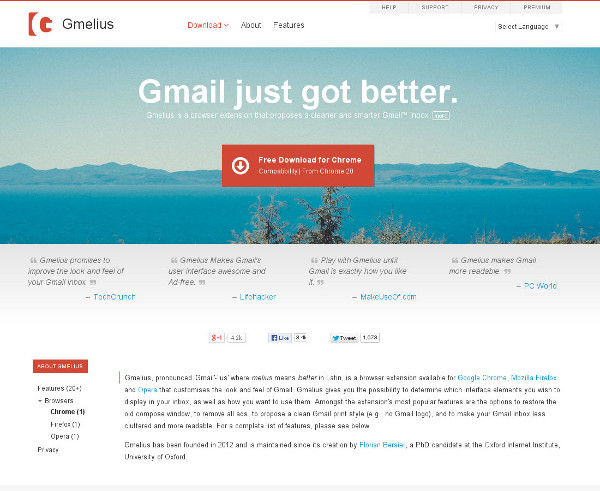 HELP SUPPORT PRIVACY PREMIUM
Gmelius
Download About Features
Select Language ▼
Gmail just got better.
Gmelius is a browser extension that proposes a cleaner and smarter Gmail™ Inbox more
Free Download for Chrome
Compatibility | From Chrome 20
Gmelius promises to
improve the look and feel of
your Gmail inbox
— TechCrunch
Gmelius Makes Gmail's
user interface awesome and
Ad-free.
— Lifehacker
Play with Gmelius until
Gmail is exactly how you like
it.
— MakeUseOf.com
Gmelius makes Gmail
more readable.
— PC World
+1 4.2k
Like
Tweet 1,073
ABOUT GMELIUS
Features (20+)
Browsers
Chrome (1)
Firefox (1)
Opera (1)
Privacy
Gmelius, pronounced 'Gmail'-ius' where melius means better in Latin, is a browser extension available for Google Chrome, Mozilla Firefox
and Opera that customises the look and feel of Gmail. Gmelius gives you the possibility to determine which interface elements you wish to
display in your inbox, as well as how you want to use them. Amongst the extension's most popular features are the options to restore the
old compose window, to remove all ads, to propose a clean Gmail print style (e.g., no Gmail logo), and to make your Gmail inbox less
cluttered and more readable. For a complete list of features, please see below.
Gmelius has been founded in 2012 and is maintained since its creation by Florian Bersier, a PhD candidate at the Oxford Internet Institute,
University of Oxford.